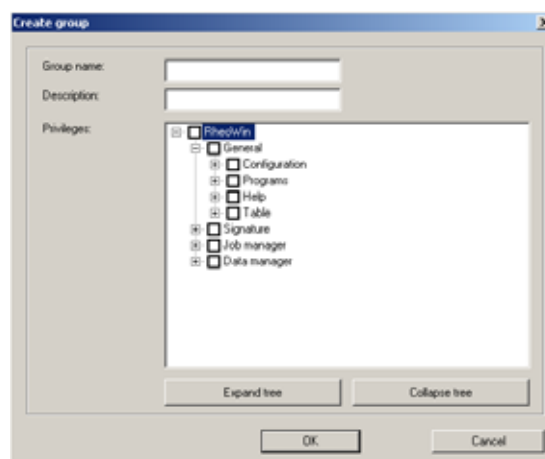 Create group
Group name:
Description:
Privileges:
RheoWin
General
Configuration
Programs
Help
Table
Signature
Job manager
Data manager
Expand tree
Collapse tree
OK
Cancel